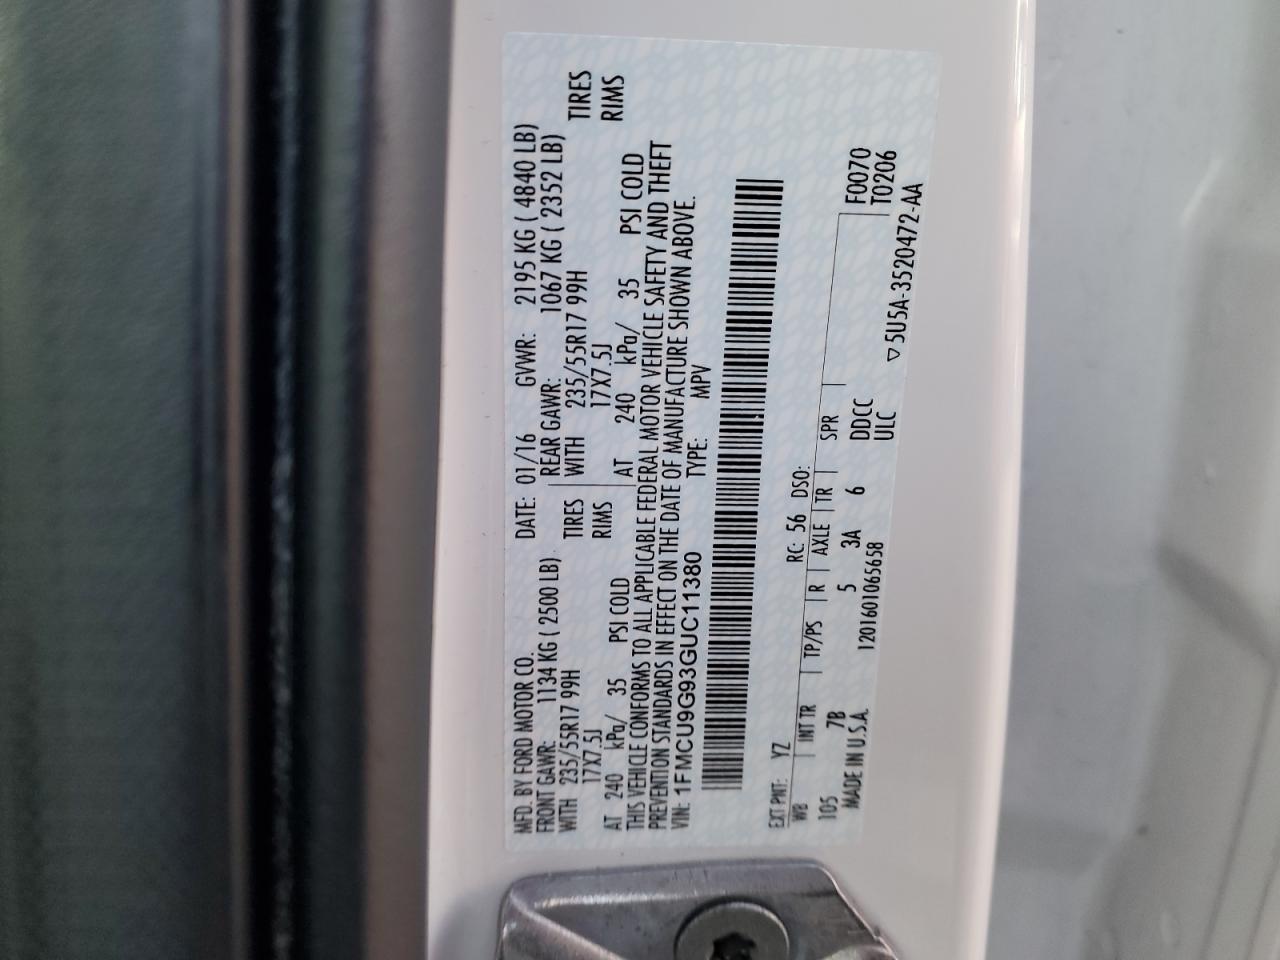 MFD. BY FORD MOTOR CO. DATE: 01/16 GVWR: 2195 KG ( 4840 LB)
FRONT GAWR: 1134 KG ( 2500 LB) REAR GAWR: 1067 KG ( 2352 LB)
WITH 235/55R17 99H TIRES WITH 235/55R17 99H TIRES
17X7.5J RIMS 17X7.5J RIMS
AT 240 kPa/ 35 PSI COLD AT 240 kPa/ 35 PSI COLD
THIS VEHICLE CONFORMS TO ALL APPLICABLE FEDERAL MOTOR VEHICLE SAFETY AND THEFT
PREVENTION STANDARDS IN EFFECT ON THE DATE OF MANUFACTURE SHOWN ABOVE.
VIN: 1FMCU9G93GUC11380 TYPE: MPV
EXT PNT: YZ RC: 56 DSO:
WB INT TR TP/PS R AXLE TR SPR F0070
105 7B 5 3A 6 DDCC T0206
MADE IN U.S.A. 1201601065658 ULC ▽5U5A-3520472-AA